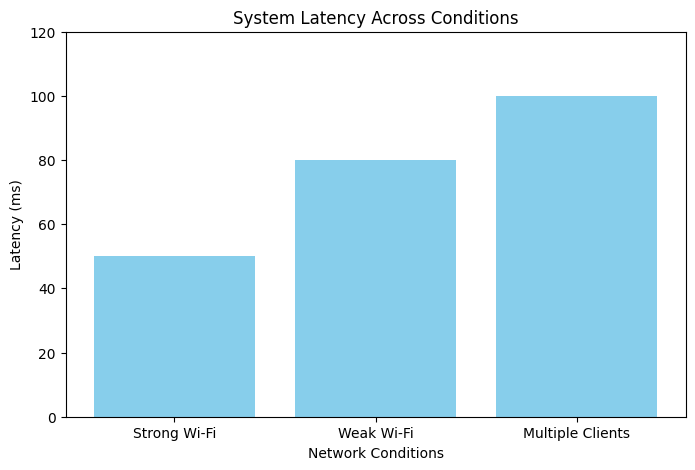 System Latency Across Conditions
120
100
80
60
40
20
0
Latency (ms)
Strong Wi-Fi
Weak Wi-Fi
Multiple Clients
Network Conditions